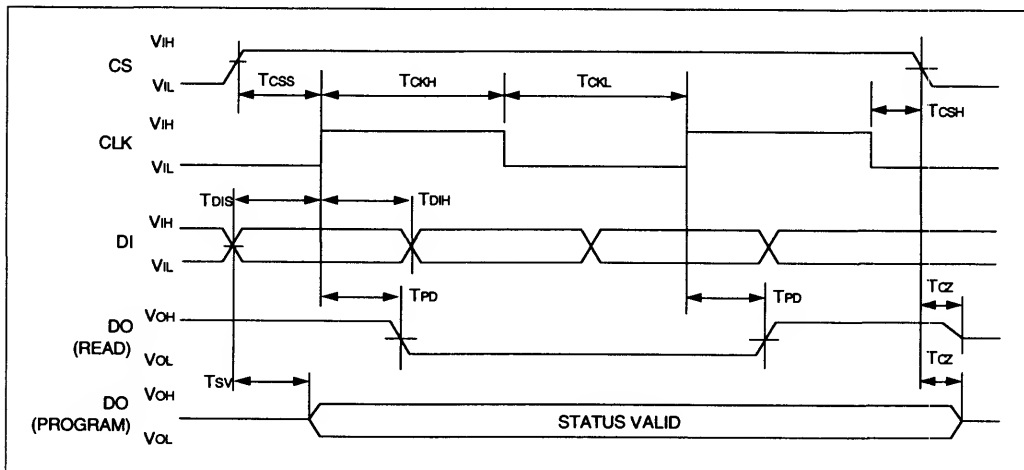 VIH
CS
VIL
TCSS
TCKH
TCKL
TCSH
VIH
CLK
VIL
TDIS
TDIH
VIH
DI
VIL
TPD
TPD
TCZ
VOH
DO
(READ)
VOL
TCZ
TSV
VOH
DO
(PROGRAM)
VOL
STATUS VALID